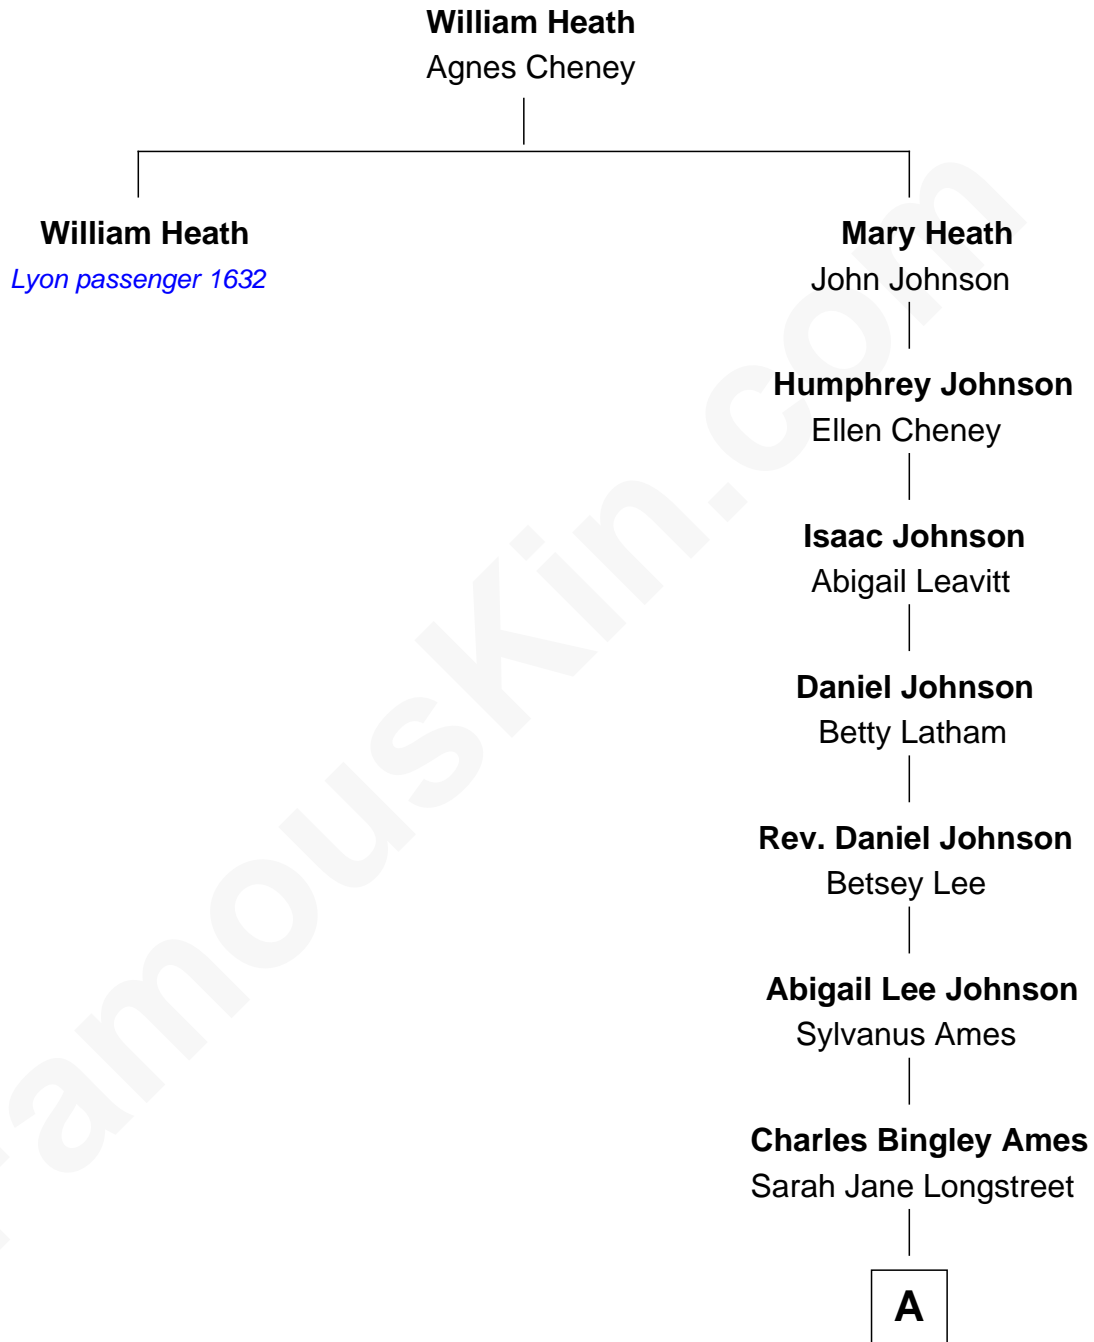 William Heath
Agnes Cheney
William Heath
Lyon passenger 1632
Mary Heath
John Johnson
Humphrey Johnson
Ellen Cheney
Isaac Johnson
Abigail Leavitt
Daniel Johnson
Betty Latham
Rev. Daniel Johnson
Betsey Lee
Abigail Lee Johnson
Sylvanus Ames
Charles Bingley Ames
Sarah Jane Longstreet
A
FamousKin.com